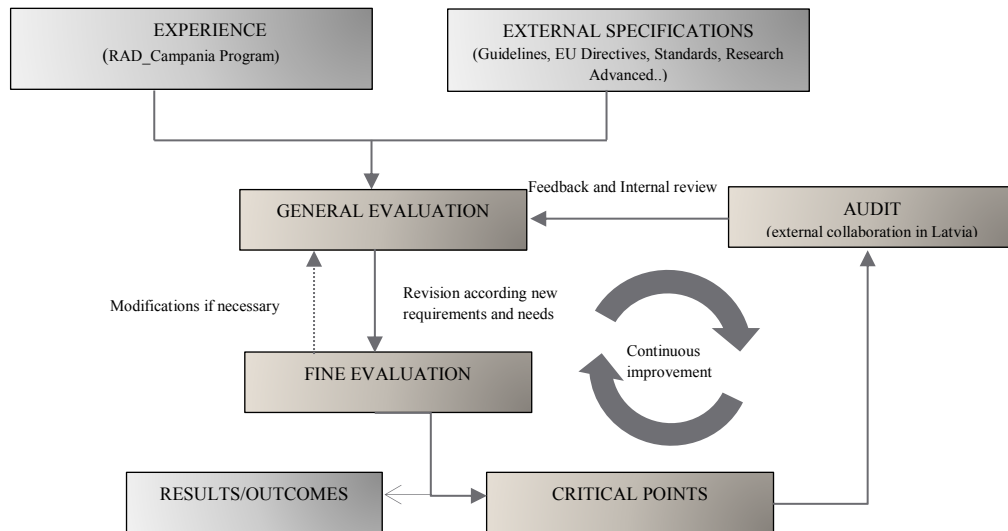 EXPERIENCE
(RAD_Campania Program)
EXTERNAL SPECIFICATIONS
(Guidelines, EU Directives, Standards, Research
Advanced..)
Feedback and Internal review
GENERAL EVALUATION
AUDIT
(external collaboration in Latvia)
Modifications if necessary
Revision according new
requirements and needs
Continuous
improvement
FINE EVALUATION
RESULTS/OUTCOMES
CRITICAL POINTS